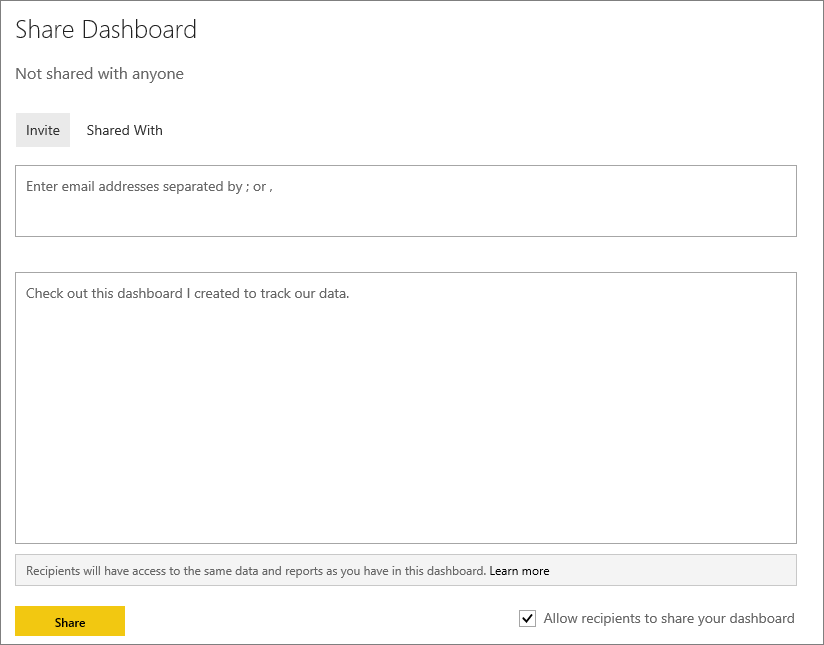 Share Dashboard
Not shared with anyone
Invite
Shared With
Enter email addresses separated by ; or ,
Check out this dashboard I created to track our data.
Recipients will have access to the same data and reports as you have in this dashboard. Learn more
Share
Allow recipients to share your dashboard